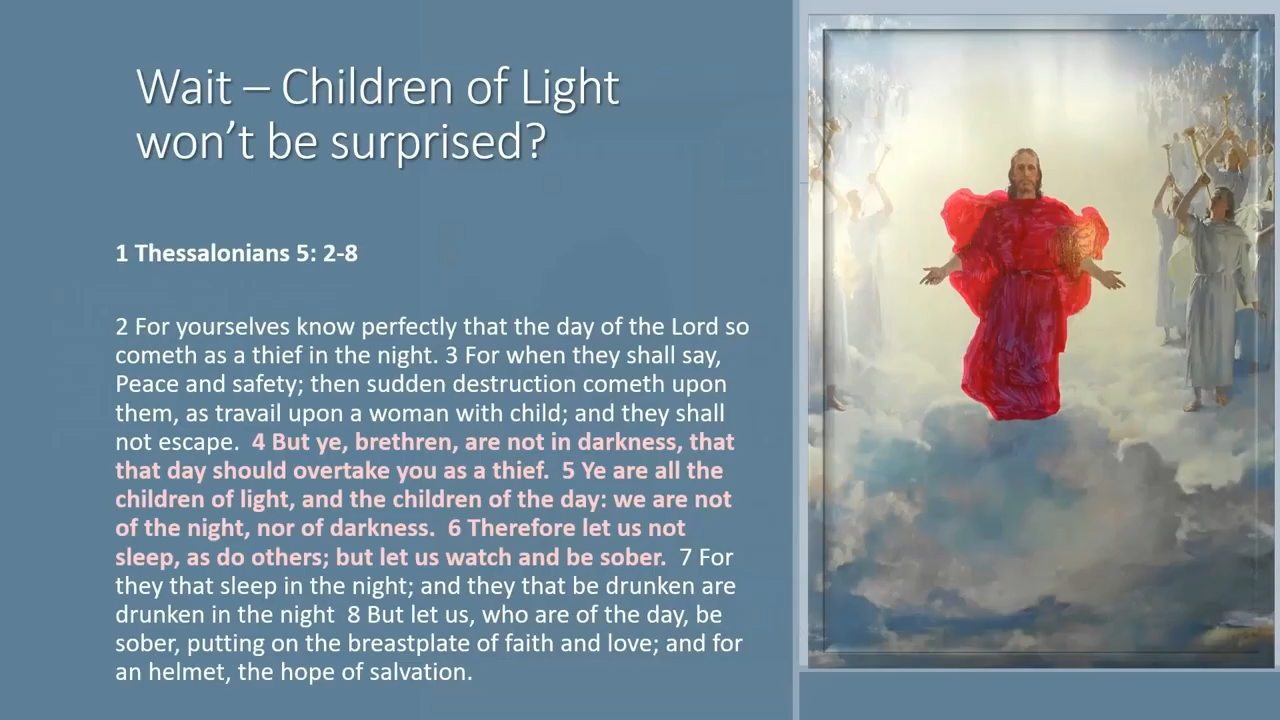 Wait – Children of Light
won’t be surprised?
1 Thessalonians 5: 2-8
2 For yourselves know perfectly that the day of the Lord so
cometh as a thief in the night. 3 For when they shall say,
Peace and safety; then sudden destruction cometh upon
them, as travail upon a woman with child; and they shall
not escape.  4 But ye, brethren, are not in darkness, that
that day should overtake you as a thief.  5 Ye are all the
children of light, and the children of the day: we are not
of the night, nor of darkness.  6 Therefore let us not
sleep, as do others; but let us watch and be sober.  7 For
they that sleep in the night; and they that be drunken are
drunken in the night  8 But let us, who are of the day, be
sober, putting on the breastplate of faith and love; and for
an helmet, the hope of salvation.